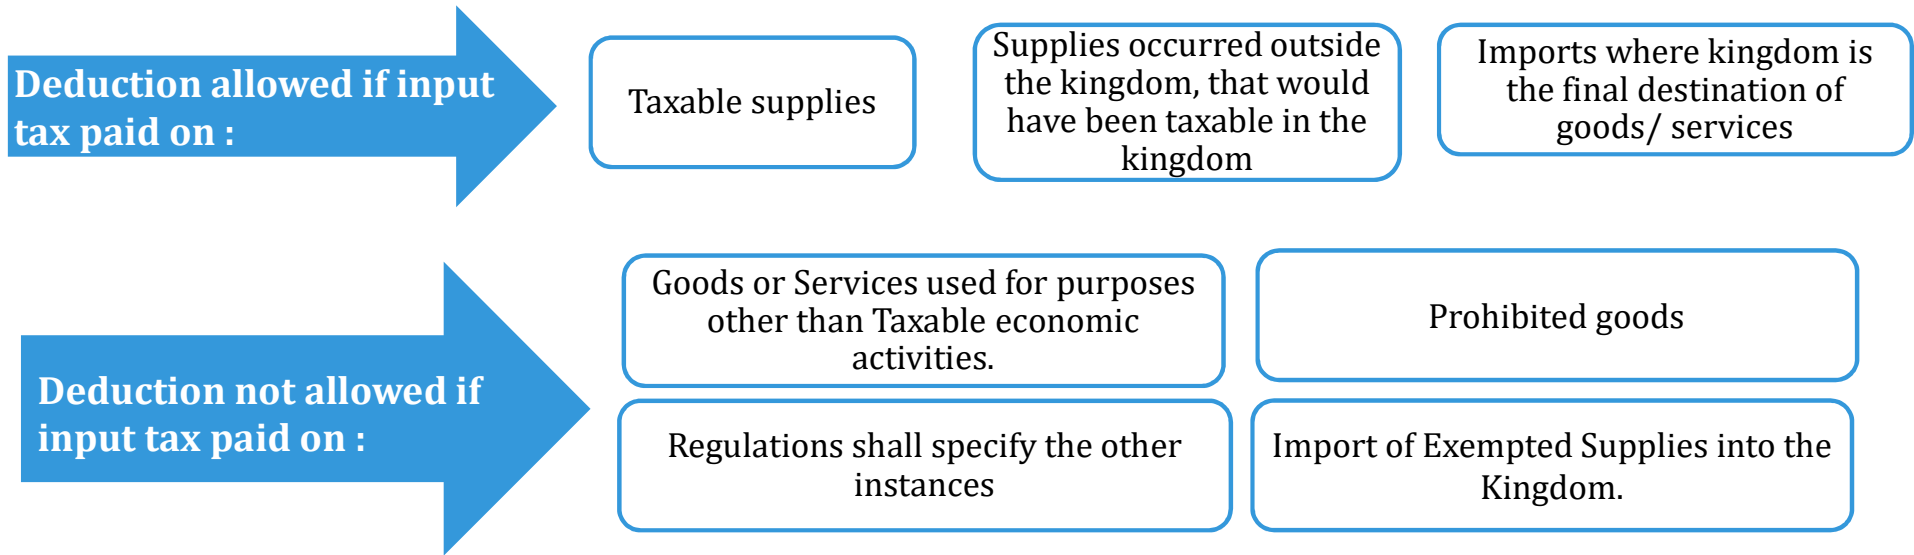 Deduction allowed if input
tax paid on :
Taxable supplies
Supplies occurred outside
the kingdom, that would
have been taxable in the
kingdom
Imports where kingdom is
the final destination of
goods/ services
Deduction not allowed if
input tax paid on :
Goods or Services used for purposes
other than Taxable economic
activities.
Prohibited goods
Regulations shall specify the other
instances
Import of Exempted Supplies into the
Kingdom.